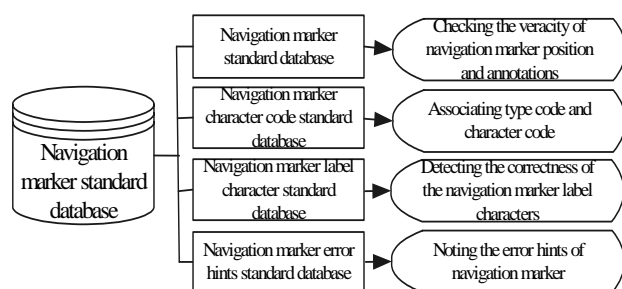 Navigation
marker standard
database
Navigation marker
standard database
Checking the veracity of
navigation marker position
and annotations
Navigation marker
character code standard
database
Associating type code and
character code
Navigation marker label
character standard
database
Detecting the correctness of
the navigation marker label
characters
Navigation marker error
hints standard database
Noting the error hints of
navigation marker